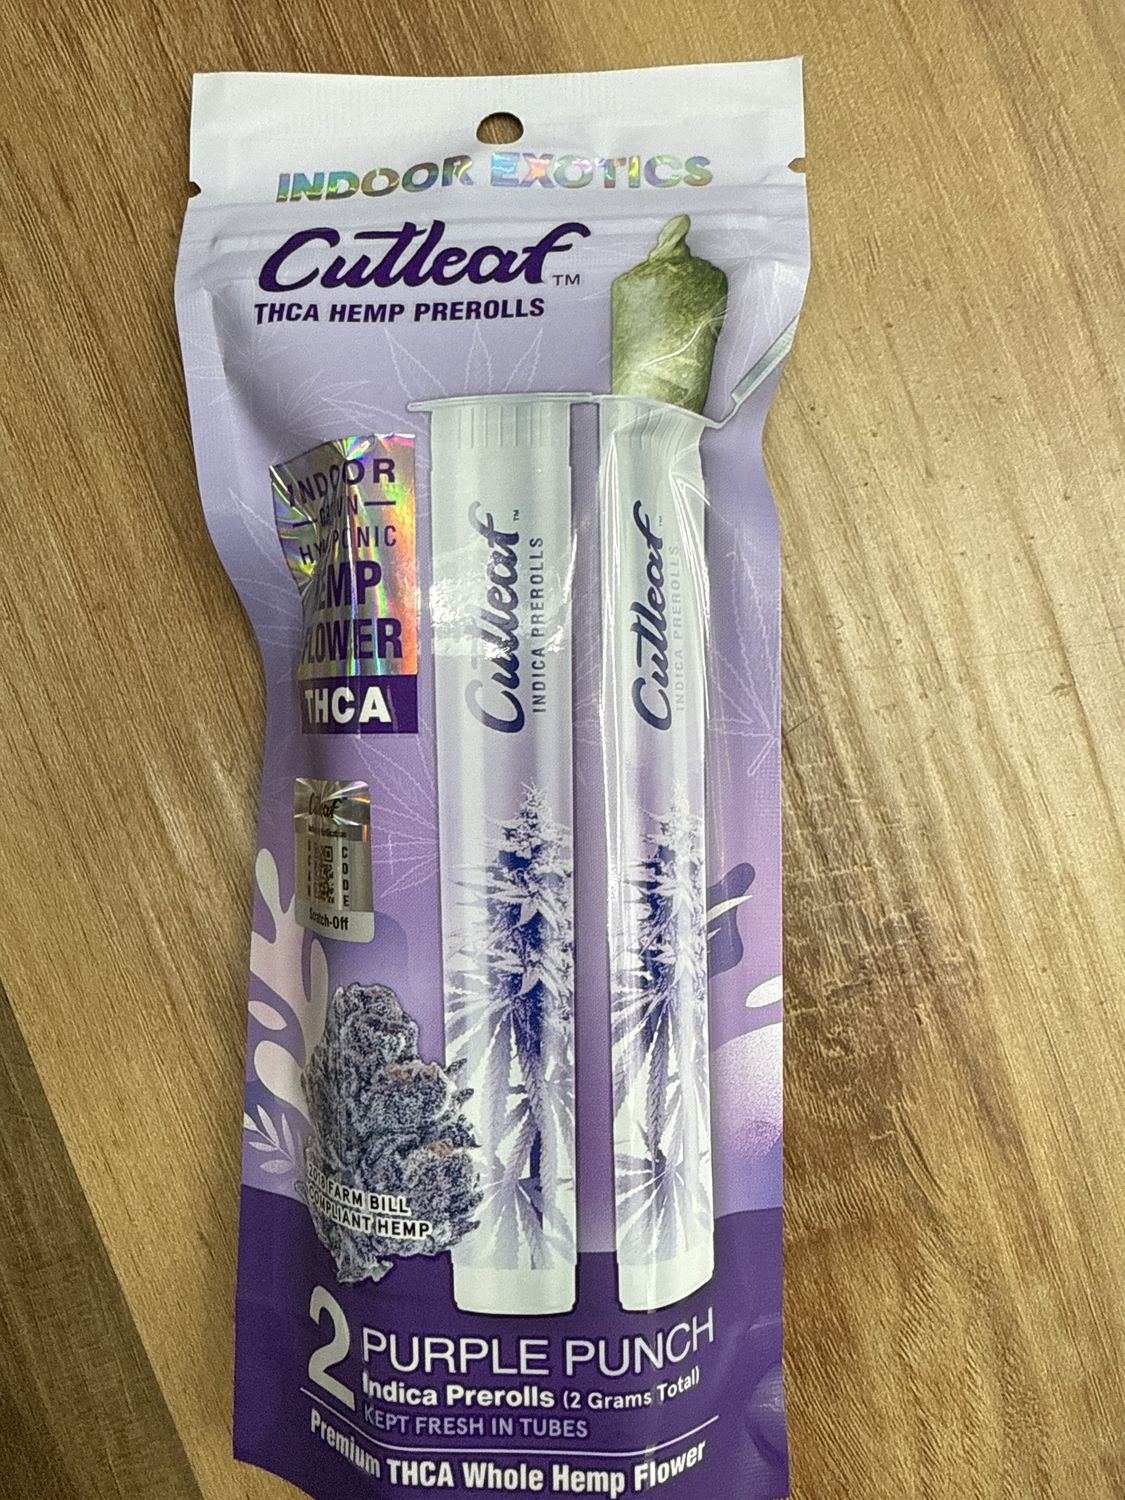 INDOOR EXOTICS
Cutleaf™
THCA HEMP PREROLLS
INDOOR
HEMP
FLOWER
THCA
Cutleaf™
INDICA PREROLLS
Cutleaf™
INDICA PREROLLS
Cutleaf
CODE
Scratch-Off
2018 FARM BILL
COMPLIANT HEMP
2 PURPLE PUNCH
Indica Prerolls (2 Grams Total)
KEPT FRESH IN TUBES
Premium THCA Whole Hemp Flower